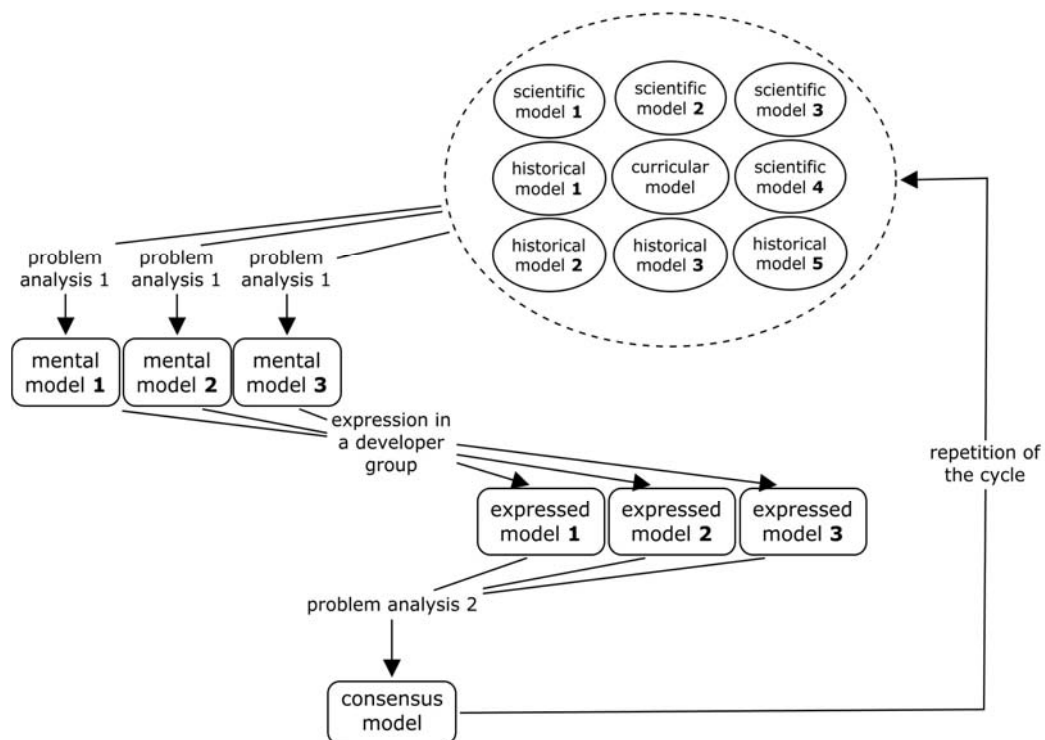 scientific
model 1
scientific
model 2
scientific
model 3
historical
model 1
curricular
model
scientific
model 4
historical
model 2
historical
model 3
historical
model 5
problem
analysis 1
problem
analysis 1
problem
analysis 1
mental
model 1
mental
model 2
mental
model 3
expression in
a developer
group
repetition of
the cycle
expressed
model 1
expressed
model 2
expressed
model 3
problem analysis 2
consensus
model